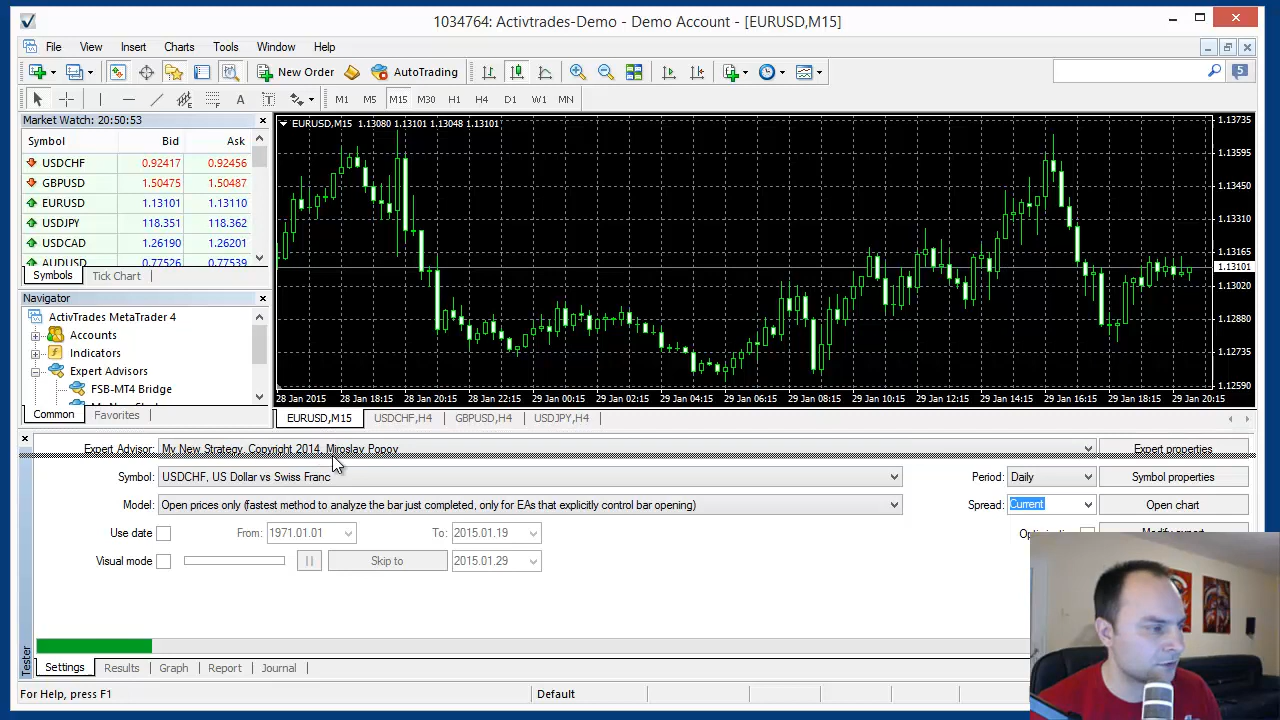 1034764: Activtrades-Demo - Demo Account - [EURUSD,M15]
File View Insert Charts Tools Window Help
New Order AutoTrading 5
A T M1 M5 M15 M30 H1 H4 D1 W1 MN
Market Watch: 20:50:53
Symbol Bid Ask
USDCHF 0.92417 0.92456
GBPUSD 1.50475 1.50487
EURUSD 1.13101 1.13110
USDJPY 118.351 118.362
USDCAD 1.26190 1.26201
AUDUSD 0.77526 0.77539
Symbols Tick Chart
Navigator
ActivTrades MetaTrader 4
Accounts
Indicators
Expert Advisors
FSB-MT4 Bridge
Common Favorites
EURUSD,M15 1.13080 1.13101 1.13048 1.13101
1.13735
1.13595
1.13450
1.13310
1.13165
1.13101
1.13020
1.12880
1.12735
1.12590
28 Jan 2015 28 Jan 18:15 28 Jan 20:15 28 Jan 22:15 29 Jan 00:15 29 Jan 02:15 29 Jan 04:15 29 Jan 06:15 29 Jan 08:15 29 Jan 10:15 29 Jan 12:15 29 Jan 14:15 29 Jan 16:15 29 Jan 18:15 29 Jan 20:15
EURUSD,M15 USDCHF,H4 GBPUSD,H4 USDJPY,H4
Expert Advisor: My New Strategy, Copyright 2014, Miroslav Popov Expert properties
Symbol: USDCHF, US Dollar vs Swiss Franc Period: Daily Symbol properties
Model: Open prices only (fastest method to analyze the bar just completed, only for EAs that explicitly control bar opening) Spread: Current Open chart
Use date From: 1971.01.01 To: 2015.01.19
Visual mode Skip to 2015.01.29
Tester
Settings Results Graph Report Journal
For Help, press F1 Default